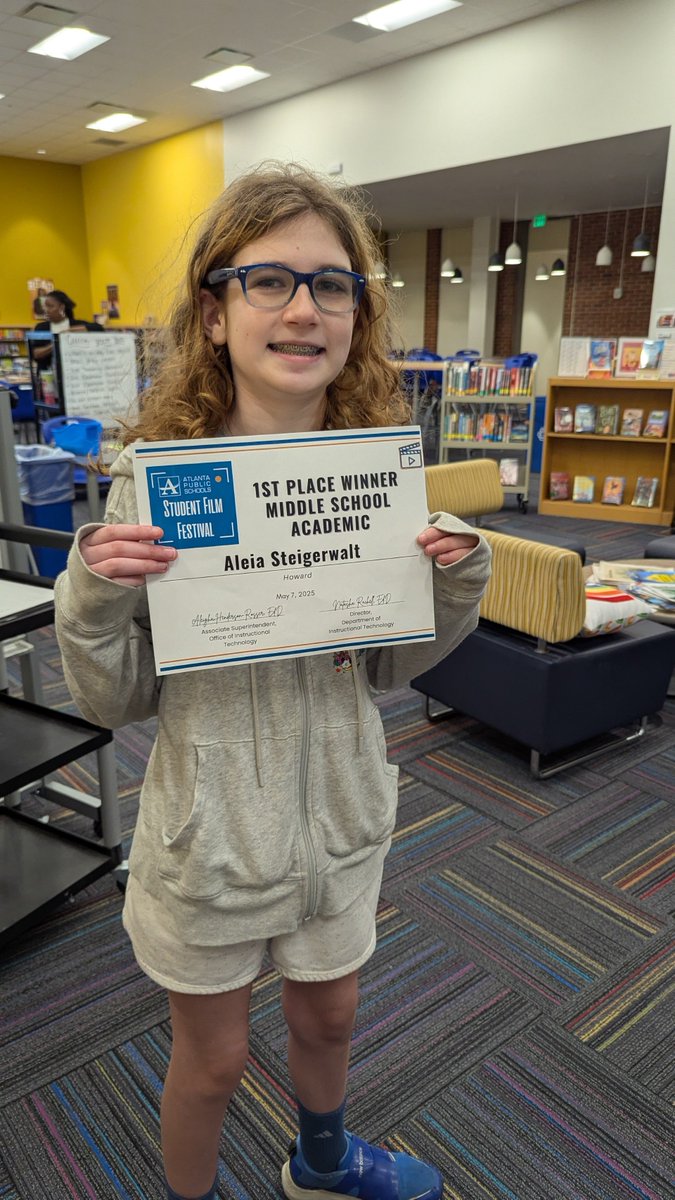 ATLANTA
PUBLIC
SCHOOLS
STUDENT FILM
FESTIVAL
1ST PLACE WINNER
MIDDLE SCHOOL
ACADEMIC
Aleia Steigerwalt
Howard
May 7, 2025
Associate Superintendent,
Office of Instructional
Technology
Director,
Department of
Instructional Technology